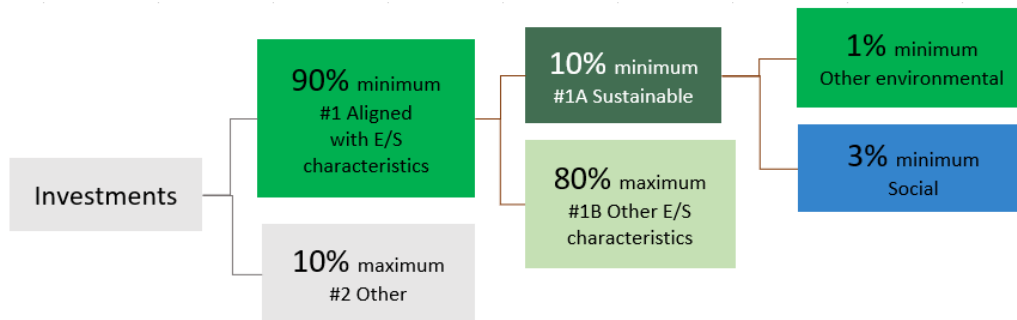 Investments
90% minimum
#1 Aligned
with E/S
characteristics
10% maximum
#2 Other
10% minimum
#1A Sustainable
80% maximum
#1B Other E/S
characteristics
1% minimum
Other environmental
3% minimum
Social